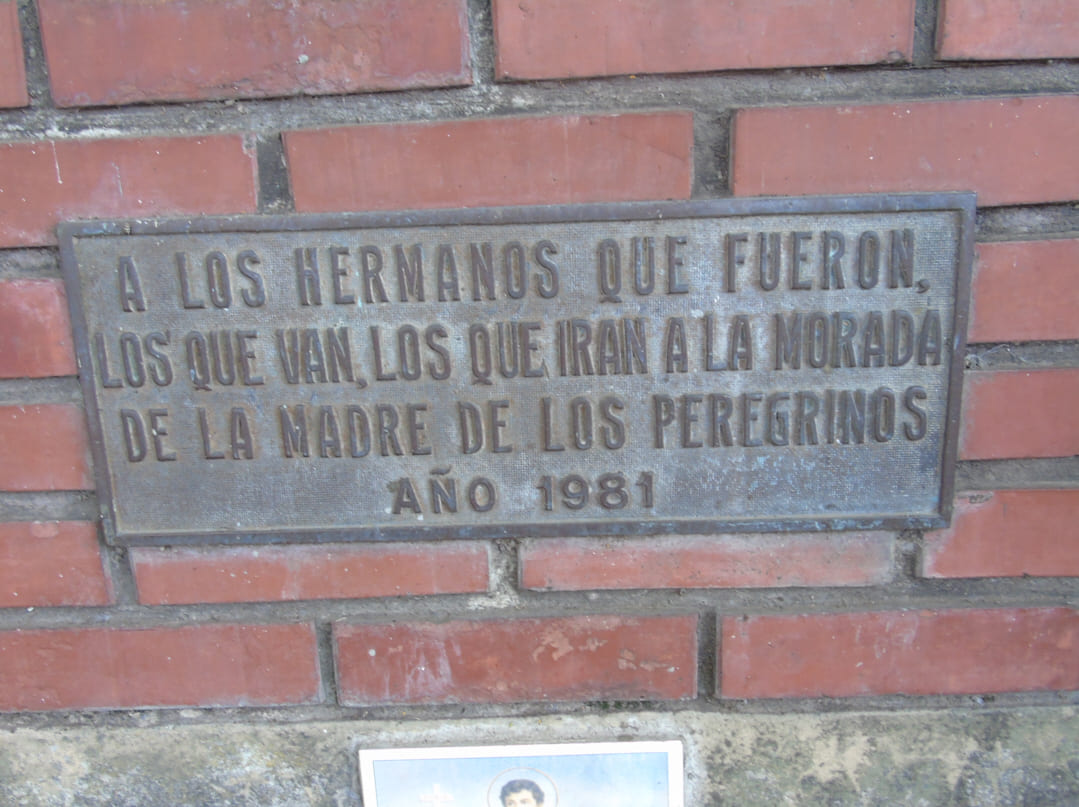 A LOS HERMANOS QUE FUERON,
LOS QUE VAN, LOS QUE IRAN A LA MORADA
DE LA MADRE DE LOS PEREGRINOS
AÑO 1981